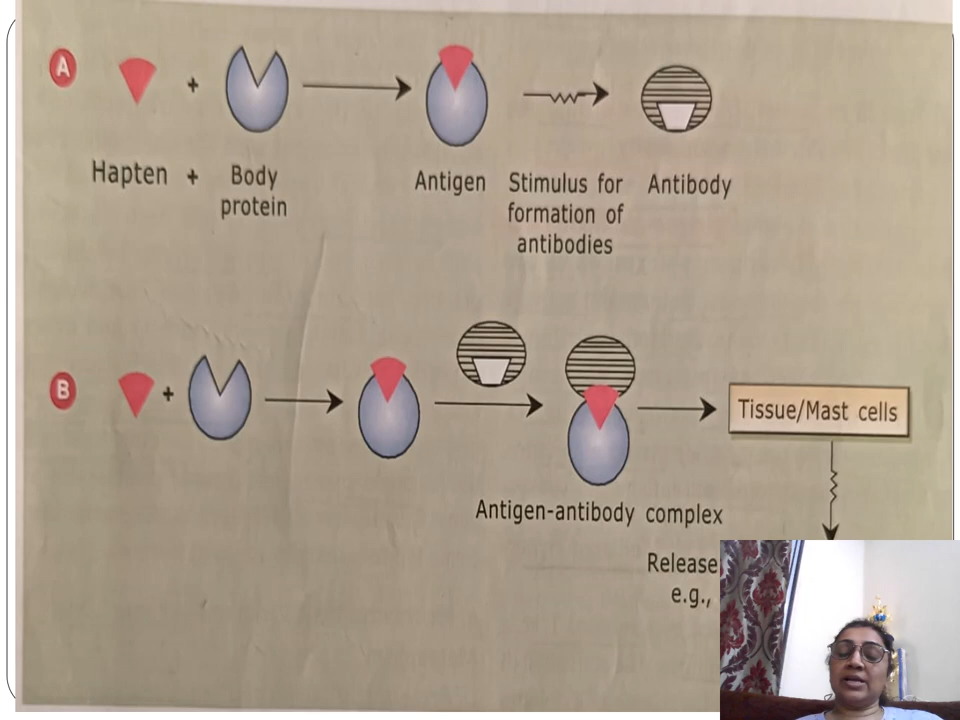 A
+
Hapten + Body
protein
Antigen
Stimulus for
formation of
antibodies
Antibody
B
+
Tissue/Mast cells
Antigen-antibody complex
Release
e.g.,